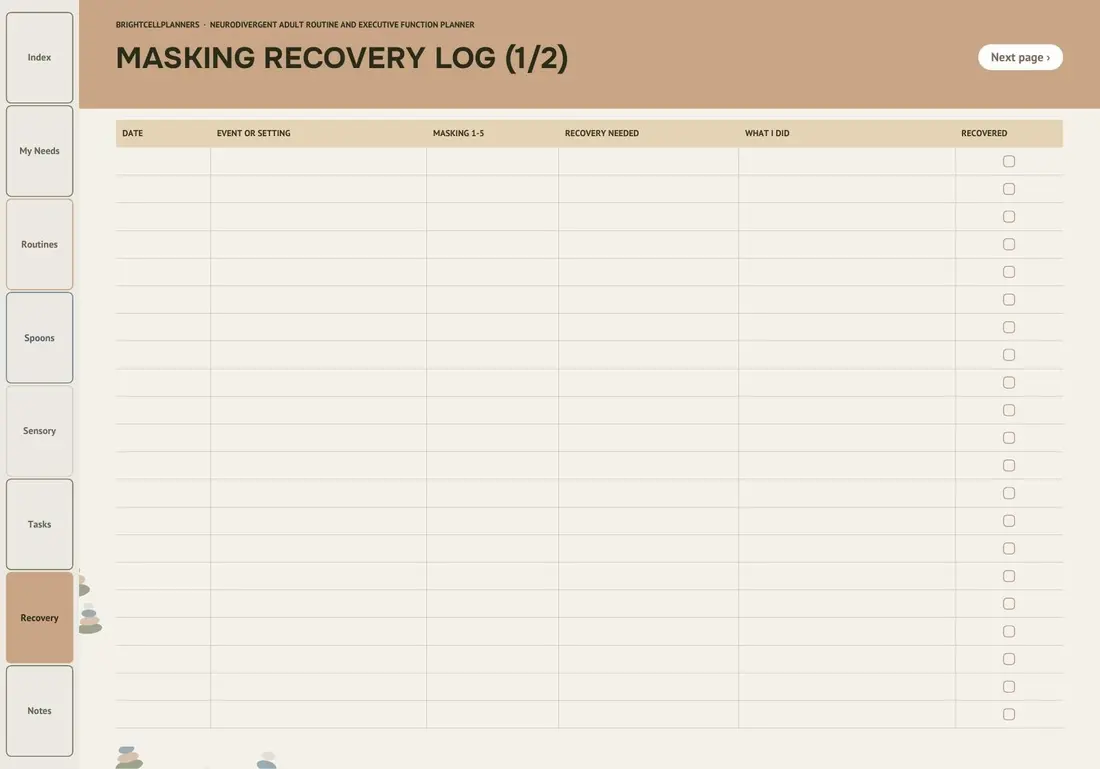 BRIGHTCELLPLANNERS · NEURODIVERGENT ADULT ROUTINE AND EXECUTIVE FUNCTION PLANNER
MASKING RECOVERY LOG (1/2)
Next page ›
Index
My Needs
Routines
Spoons
Sensory
Tasks
Recovery
Notes
DATE EVENT OR SETTING MASKING 1-5 RECOVERY NEEDED WHAT I DID RECOVERED